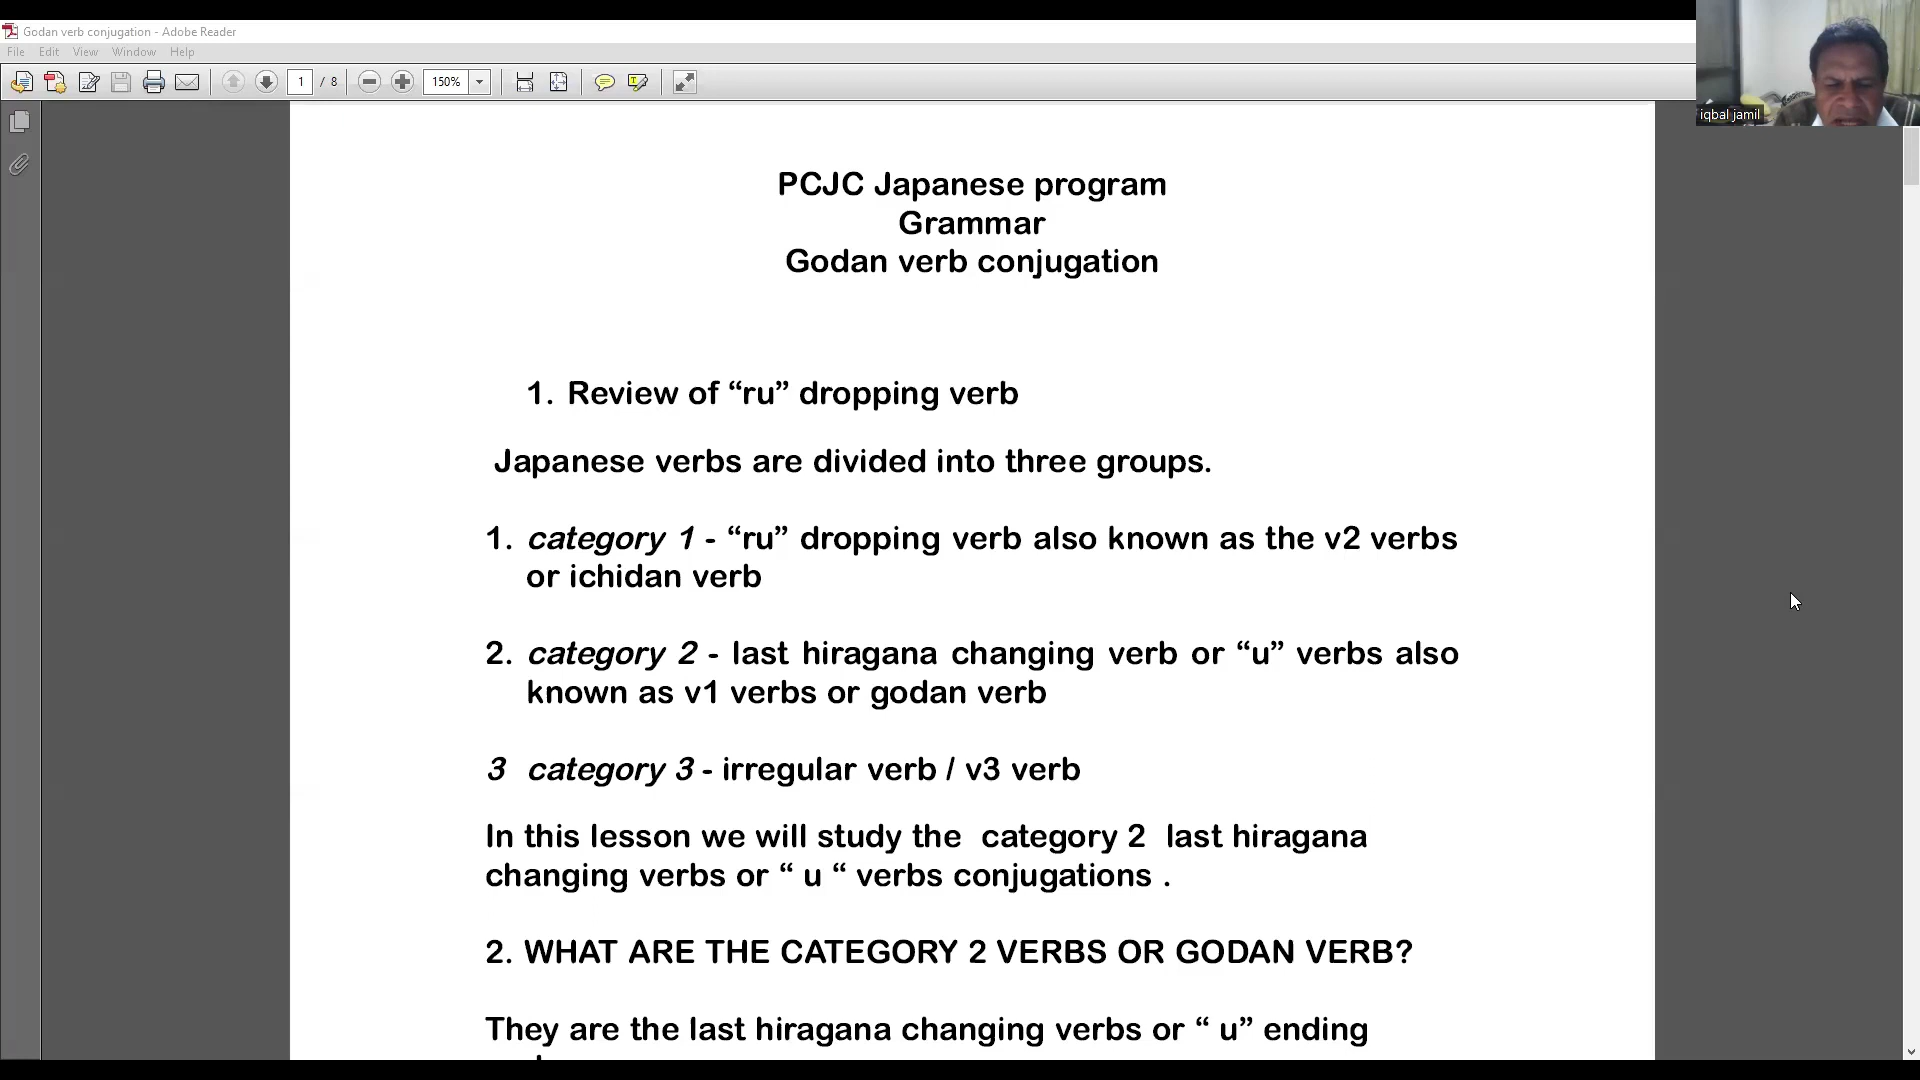 Godan verb conjugation - Adobe Reader
File Edit View Window Help
1 / 8 150%
iqbal jamil
PCJC Japanese program
Grammar
Godan verb conjugation
1. Review of “ru” dropping verb
Japanese verbs are divided into three groups.
1. category 1 - “ru” dropping verb also known as the v2 verbs
or ichidan verb
2. category 2 - last hiragana changing verb or “u” verbs also
known as v1 verbs or godan verb
3 category 3 - irregular verb / v3 verb
In this lesson we will study the category 2 last hiragana
changing verbs or “ u “ verbs conjugations .
2. WHAT ARE THE CATEGORY 2 VERBS OR GODAN VERB?
They are the last hiragana changing verbs or “ u” ending